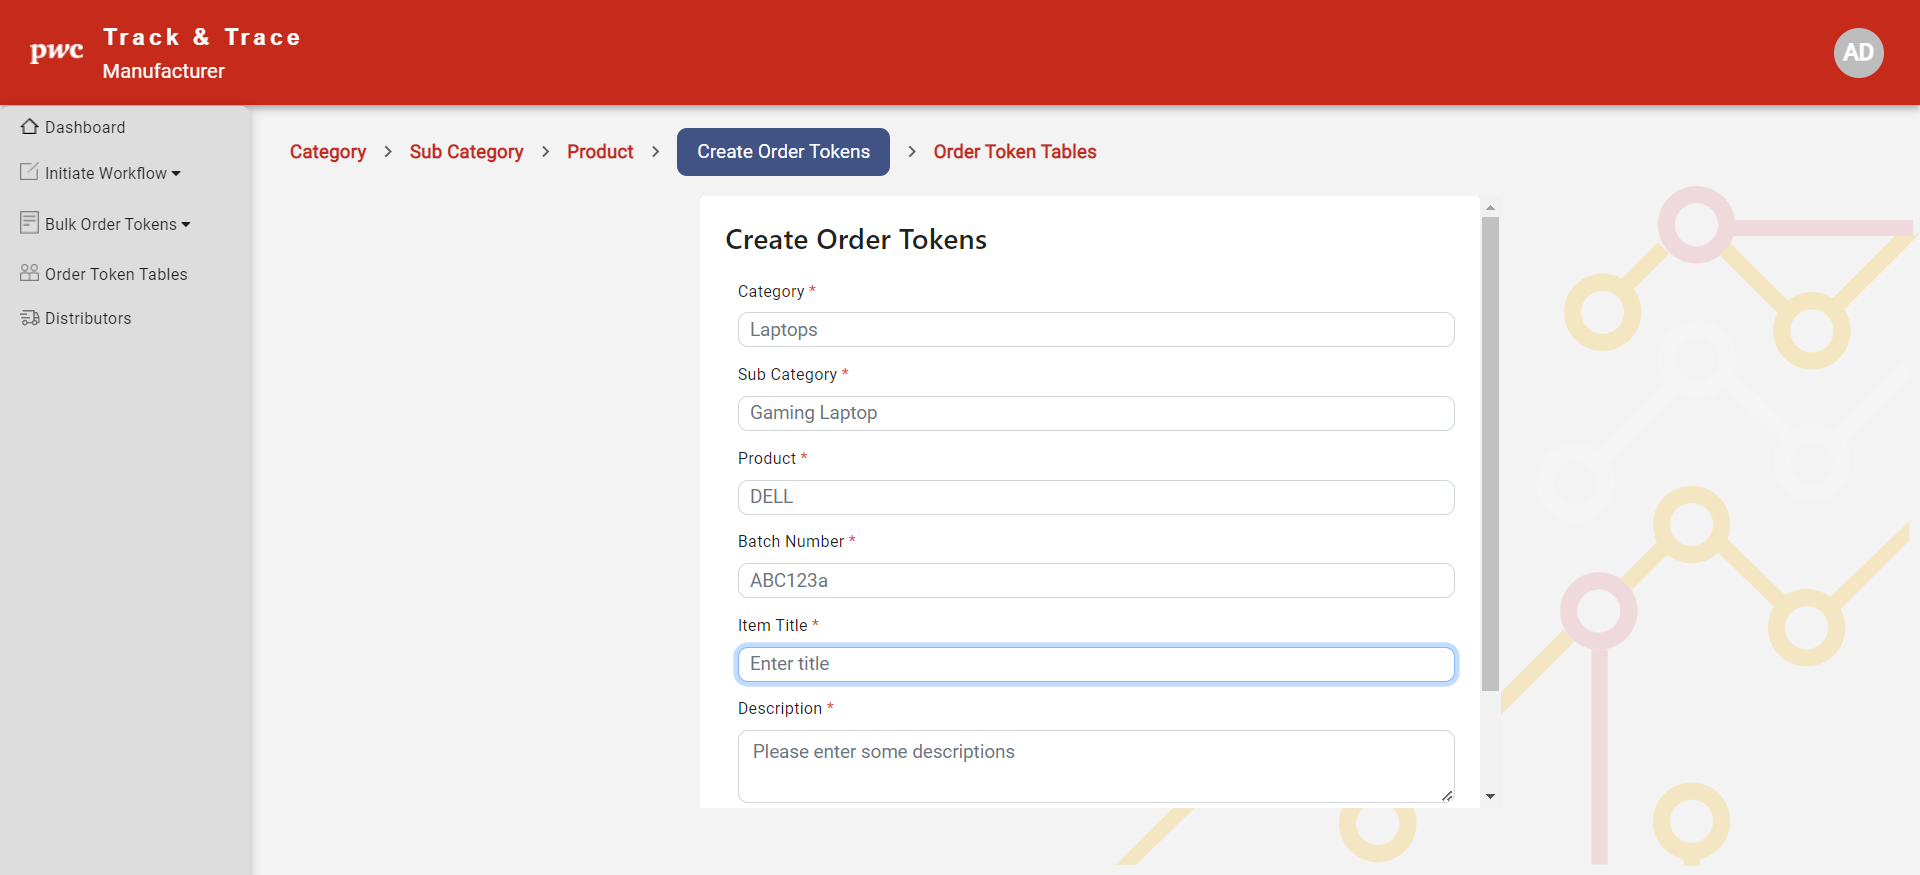 pwc
Track & Trace
Manufacturer
AD
Dashboard
Initiate Workflow
Bulk Order Tokens
Order Token Tables
Distributors
Category > Sub Category > Product > Create Order Tokens > Order Token Tables
Create Order Tokens
Category *
Laptops
Sub Category *
Gaming Laptop
Product *
DELL
Batch Number *
ABC123a
Item Title *
Enter title
Description *
Please enter some descriptions